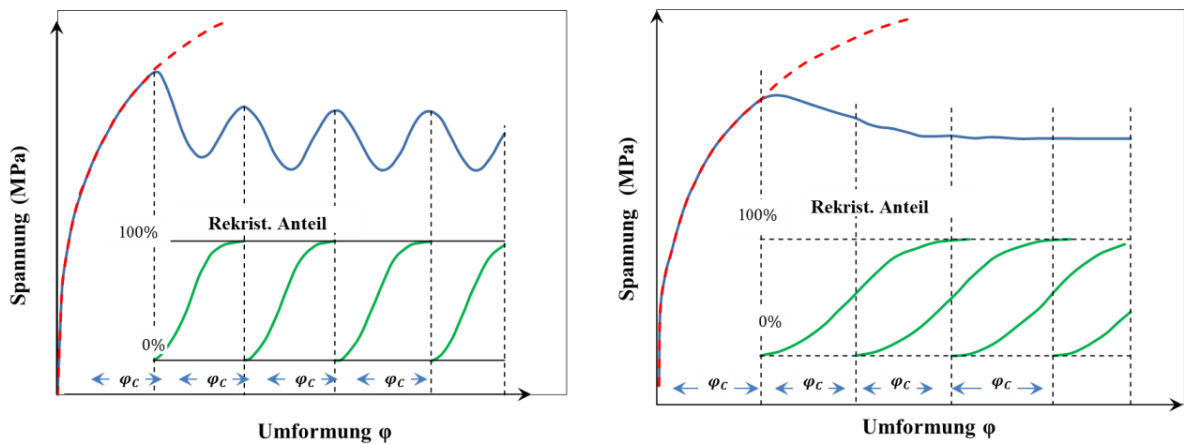 Spannung (MPa)
Rekrist. Anteil
100%
0%
φc φc φc φc
Umformung φ
Spannung (MPa)
Rekrist. Anteil
100%
0%
φc φc φc φc
Umformung φ